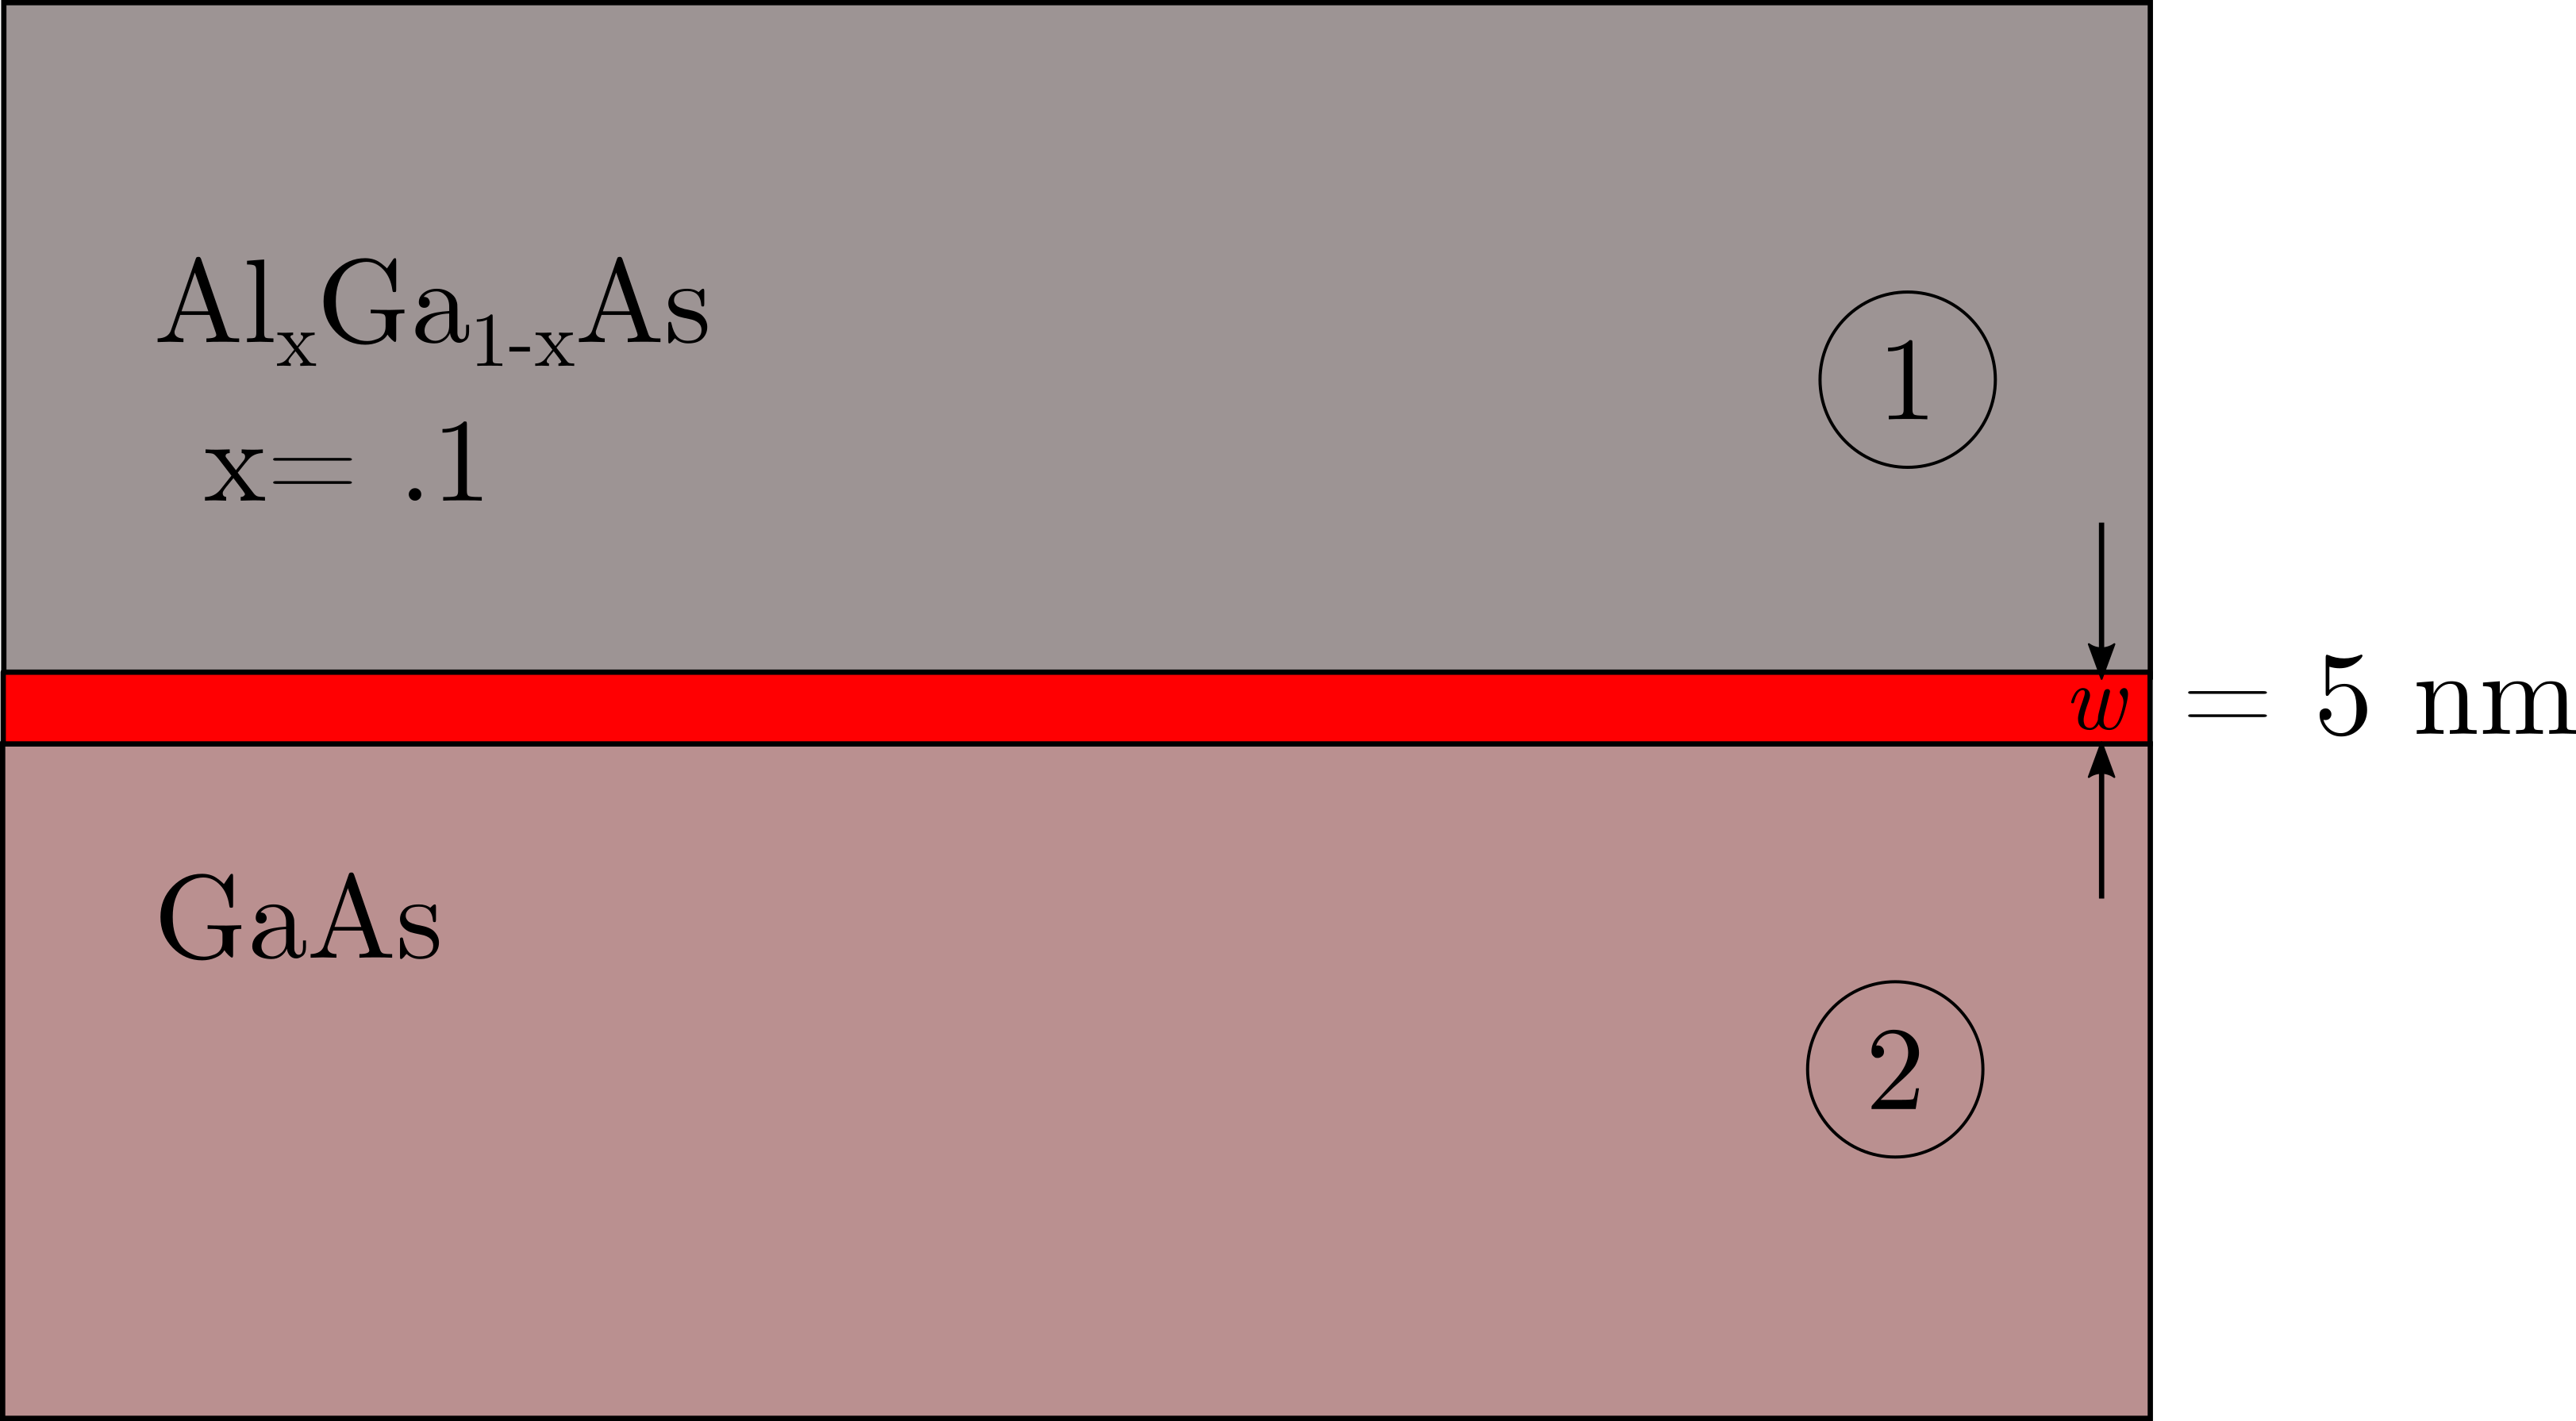 AlₓGa₁₋ₓAs
x= .1
1
w = 5 nm
GaAs
2